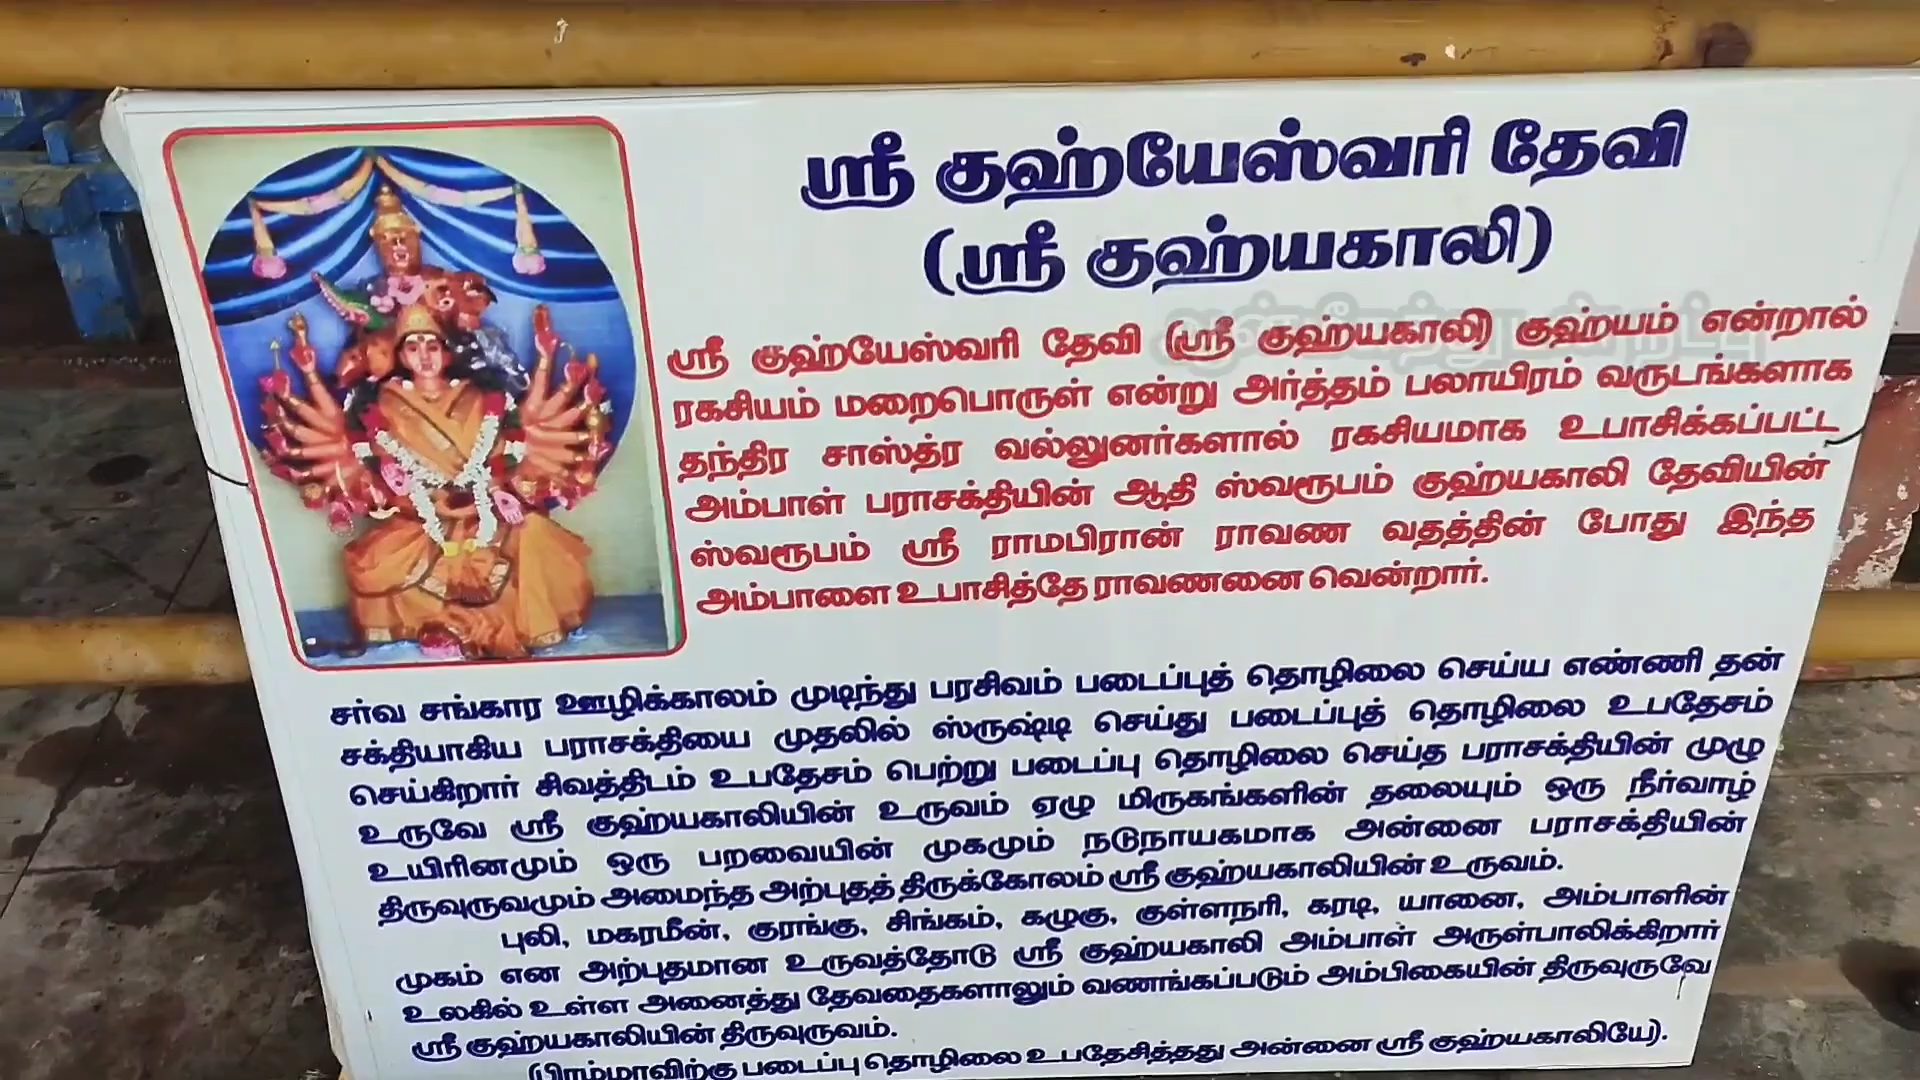 ஸ்ரீ குஹ்யேஸ்வரி தேவி
(ஸ்ரீ குஹ்யகாலி)
ஸ்ரீ குஹ்யேஸ்வரி தேவி (ஸ்ரீ குஹ்யகாலி) குஹ்யம் என்றால்
ரகசியம் மறைபொருள் என்று அர்த்தம் பலாயிரம் வருடங்களாக
தந்திர சாஸ்த்ர வல்லுனர்களால் ரகசியமாக உபாசிக்கப்பட்ட
அம்பாள் பராசக்தியின் ஆதி ஸ்வரூபம் குஹ்யகாலி தேவியின்
ஸ்வரூபம் ஸ்ரீ ராமபிரான் ராவண வதத்தின் போது இந்த
அம்பாளை உபாசித்தே ராவணனை வென்றார்.
சர்வ சங்கார ஊழிக்காலம் முடிந்து பரசிவம் படைப்புத் தொழிலை செய்ய எண்ணி தன்
சக்தியாகிய பராசக்தியை முதலில் ஸ்ருஷ்டி செய்து படைப்புத் தொழிலை உபதேசம்
செய்கிறார் சிவத்திடம் உபதேசம் பெற்று படைப்பு தொழிலை செய்த பராசக்தியின் முழு
உருவே ஸ்ரீ குஹ்யகாலியின் உருவம் ஏழு மிருகங்களின் தலையும் ஒரு நீர்வாழ்
உயிரினமும் ஒரு பறவையின் முகமும் நடுநாயகமாக அன்னை பராசக்தியின்
திருவுருவமும் அமைந்த அற்புதத் திருக்கோலம் ஸ்ரீ குஹ்யகாலியின் உருவம்.
புலி, மகரமீன், குரங்கு, சிங்கம், கழுகு, குள்ளநரி, கரடி, யானை, அம்பாளின்
முகம் என அற்புதமான உருவத்தோடு ஸ்ரீ குஹ்யகாலி அம்பாள் அருள்பாலிக்கிறார்
உலகில் உள்ள அனைத்து தேவதைகளாலும் வணங்கப்படும் அம்பிகையின் திருவுருவே
ஸ்ரீ குஹ்யகாலியின் திருவுருவம்.
(பிரம்மாவிற்கு படைப்பு தொழிலை உபதேசித்தது அன்னை ஸ்ரீ குஹ்யகாலியே).